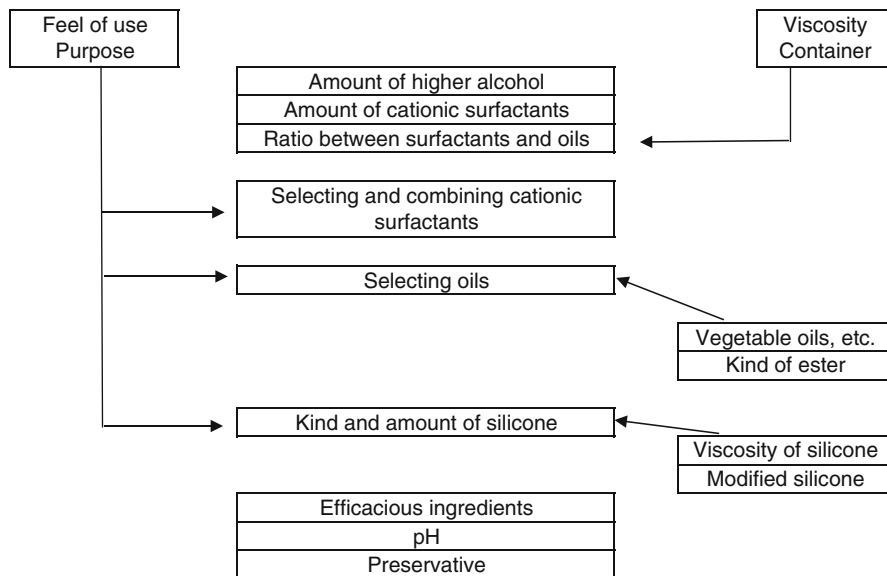 Feel of use
Purpose
Viscosity
Container
Amount of higher alcohol
Amount of cationic surfactants
Ratio between surfactants and oils
Selecting and combining cationic
surfactants
Selecting oils
Vegetable oils, etc.
Kind of ester
Kind and amount of silicone
Viscosity of silicone
Modified silicone
Efficacious ingredients
pH
Preservative